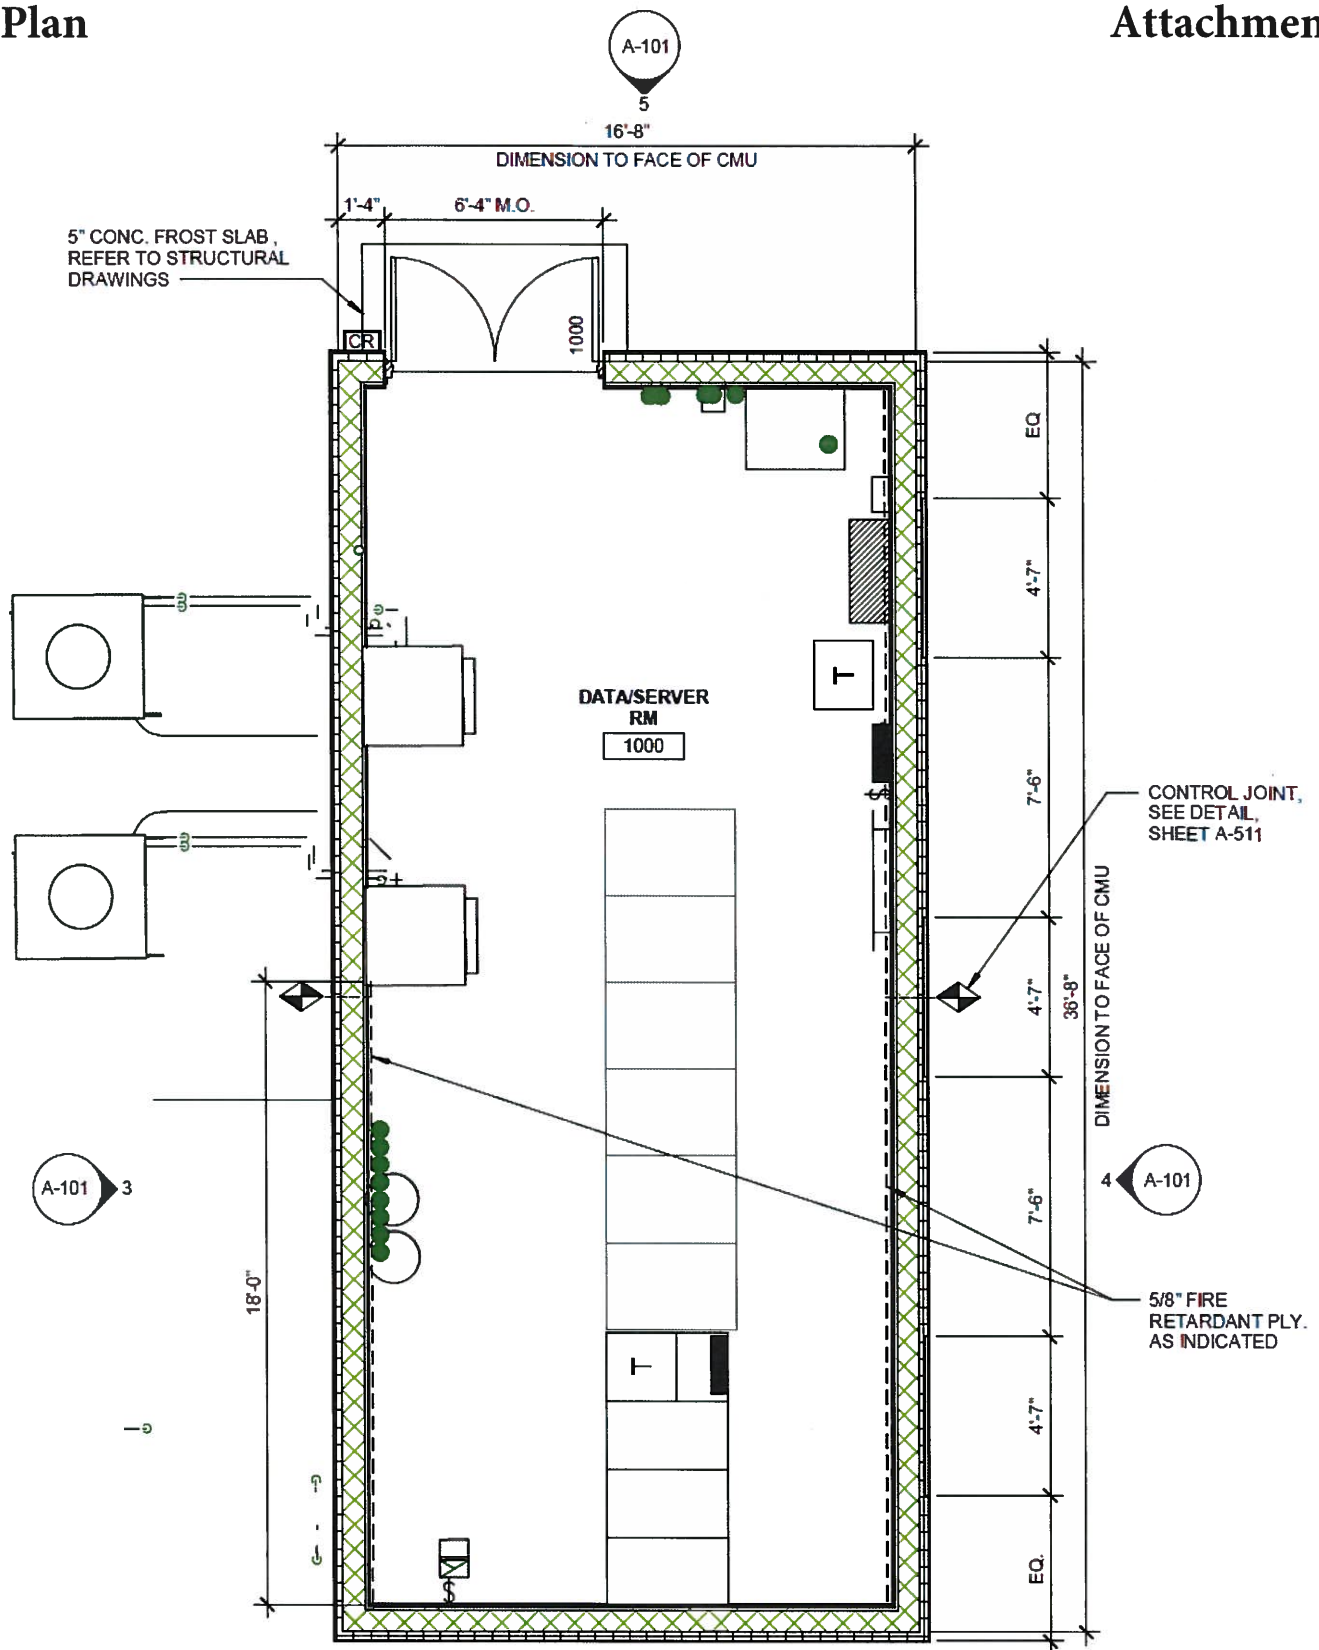 Plan
Attachmen
A-101
5
16'-8"
DIMENSION TO FACE OF CMU
1'-4"
6'-4" M.O.
5" CONC. FROST SLAB,
REFER TO STRUCTURAL
DRAWINGS
CR
1000
EQ
4'-7"
T
DATA/SERVER
RM
1000
7'-6"
$
CONTROL JOINT,
SEE DETAIL,
SHEET A-511
4'-7"
36'-8"
DIMENSION TO FACE OF CMU
A-101
3
4
A-101
7'-6"
18'-0"
5/8" FIRE
RETARDANT PLY.
AS INDICATED
T
4'-7"
EQ.
$